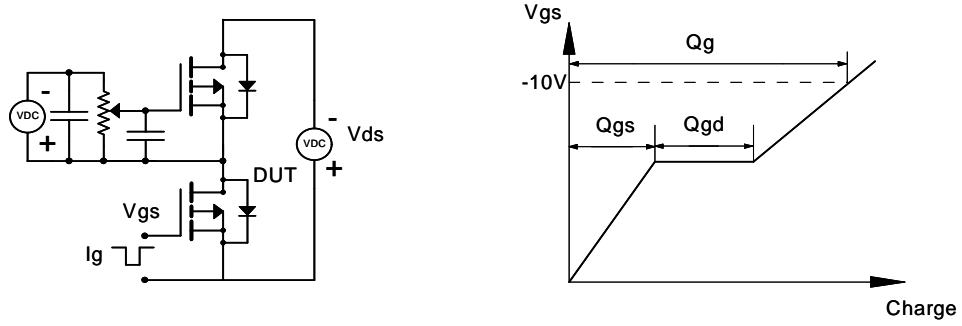 -
VDC
+
-
VDC
+
Vds
DUT
Vgs
Ig
Vgs
Qg
-10V
Qgs
Qgd
Charge